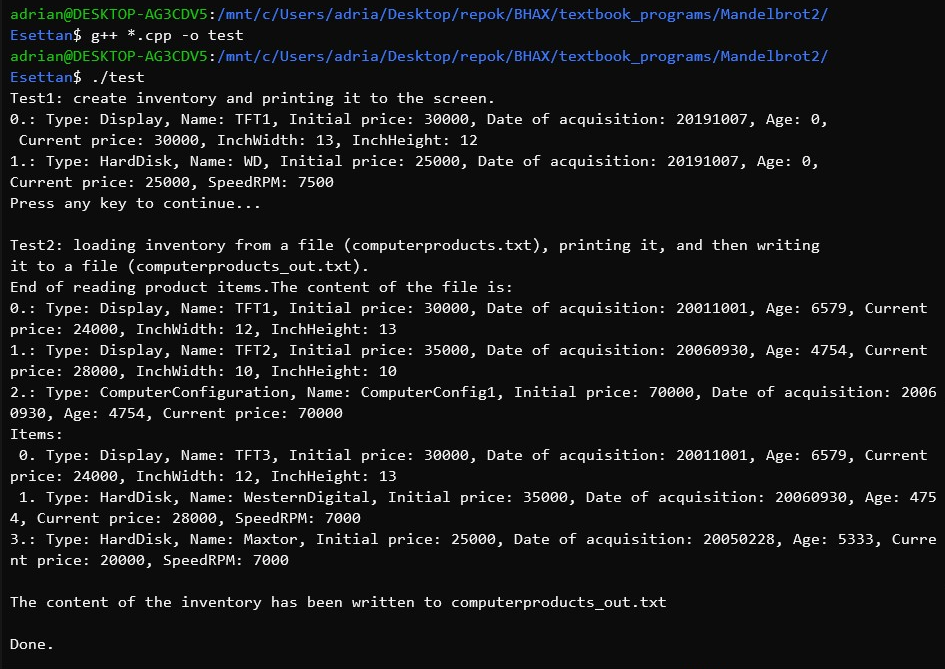 adrian@DESKTOP-AG3CDV5:/mnt/c/Users/adria/Desktop/repok/BHAX/textbook_programs/Mandelbrot2/
Esettan$ g++ *.cpp -o test
adrian@DESKTOP-AG3CDV5:/mnt/c/Users/adria/Desktop/repok/BHAX/textbook_programs/Mandelbrot2/
Esettan$ ./test
Test1: create inventory and printing it to the screen.
0.: Type: Display, Name: TFT1, Initial price: 30000, Date of acquisition: 20191007, Age: 0,
 Current price: 30000, InchWidth: 13, InchHeight: 12
1.: Type: HardDisk, Name: WD, Initial price: 25000, Date of acquisition: 20191007, Age: 0,
Current price: 25000, SpeedRPM: 7500
Press any key to continue...

Test2: loading inventory from a file (computerproducts.txt), printing it, and then writing
it to a file (computerproducts_out.txt).
End of reading product items.The content of the file is:
0.: Type: Display, Name: TFT1, Initial price: 30000, Date of acquisition: 20011001, Age: 6579, Current
price: 24000, InchWidth: 12, InchHeight: 13
1.: Type: Display, Name: TFT2, Initial price: 35000, Date of acquisition: 20060930, Age: 4754, Current
price: 28000, InchWidth: 10, InchHeight: 10
2.: Type: ComputerConfiguration, Name: ComputerConfig1, Initial price: 70000, Date of acquisition: 2006
0930, Age: 4754, Current price: 70000
Items:
 0. Type: Display, Name: TFT3, Initial price: 30000, Date of acquisition: 20011001, Age: 6579, Current
price: 24000, InchWidth: 12, InchHeight: 13
 1. Type: HardDisk, Name: WesternDigital, Initial price: 35000, Date of acquisition: 20060930, Age: 475
4, Current price: 28000, SpeedRPM: 7000
3.: Type: HardDisk, Name: Maxtor, Initial price: 25000, Date of acquisition: 20050228, Age: 5333, Curre
nt price: 20000, SpeedRPM: 7000

The content of the inventory has been written to computerproducts_out.txt

Done.